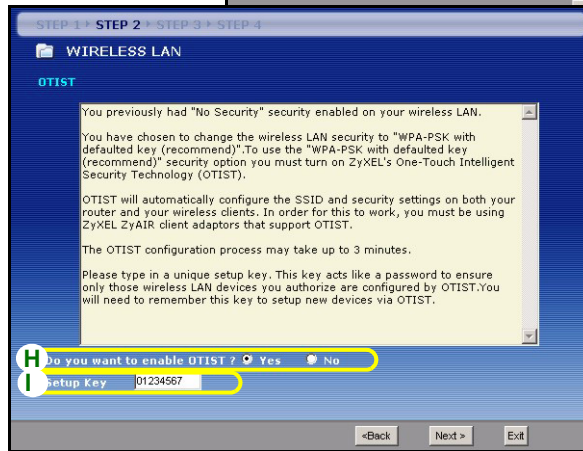 STEP 1 STEP 2 STEP 3 STEP 4
WIRELESS LAN
OTIST
You previously had "No Security" security enabled on your wireless LAN.
You have chosen to change the wireless LAN security to "WPA-PSK with
defaulted key (recommend)".To use the "WPA-PSK with defaulted key
(recommend)" security option you must turn on ZyXEL's One-Touch Intelligent
Security Technology (OTIST).
OTIST will automatically configure the SSID and security settings on both your
router and your wireless clients. In order for this to work, you must be using
ZyXEL ZyAIR client adaptors that support OTIST.
The OTIST configuration process may take up to 3 minutes.
Please type in a unique setup key. This key acts like a password to ensure
only those wireless LAN devices you authorize are configured by OTIST.You
will need to remember this key to setup new devices via OTIST.
H Do you want to enable OTIST ? Yes No
I Setup Key 01234567
<Back Next > Exit